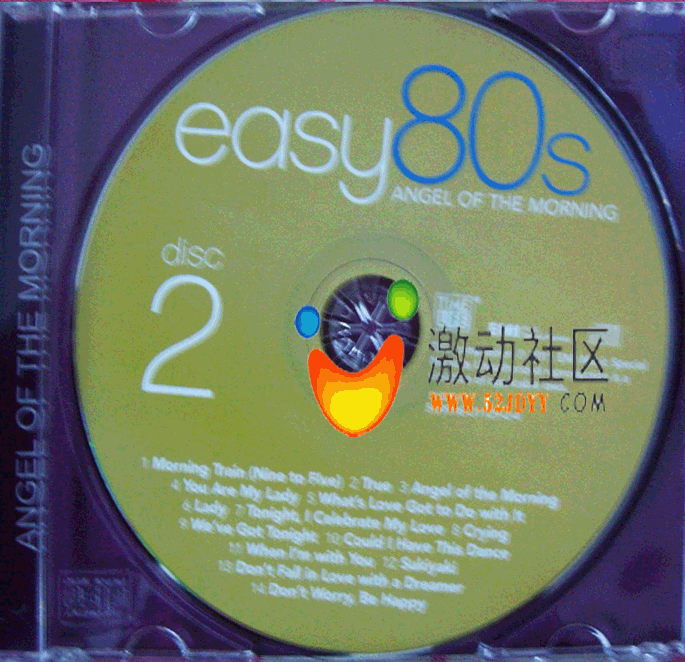 easy80s
ANGEL OF THE MORNING
disc
2
激动社区
WWW.52JDYY.COM
1 Morning Train (Nine to Five) 2 True 3 Angel of the Morning
4 You Are My Lady 5 What's Love Got to Do with It
6 Lady 7 Tonight, I Celebrate My Love 8 Crying
9 We've Got Tonight 10 Could I Have This Dance
11 When I'm with You 12 Sukiyaki
13 Don't Fall in Love with a Dreamer
14 Don't Worry, Be Happy
ANGEL OF THE MORNING